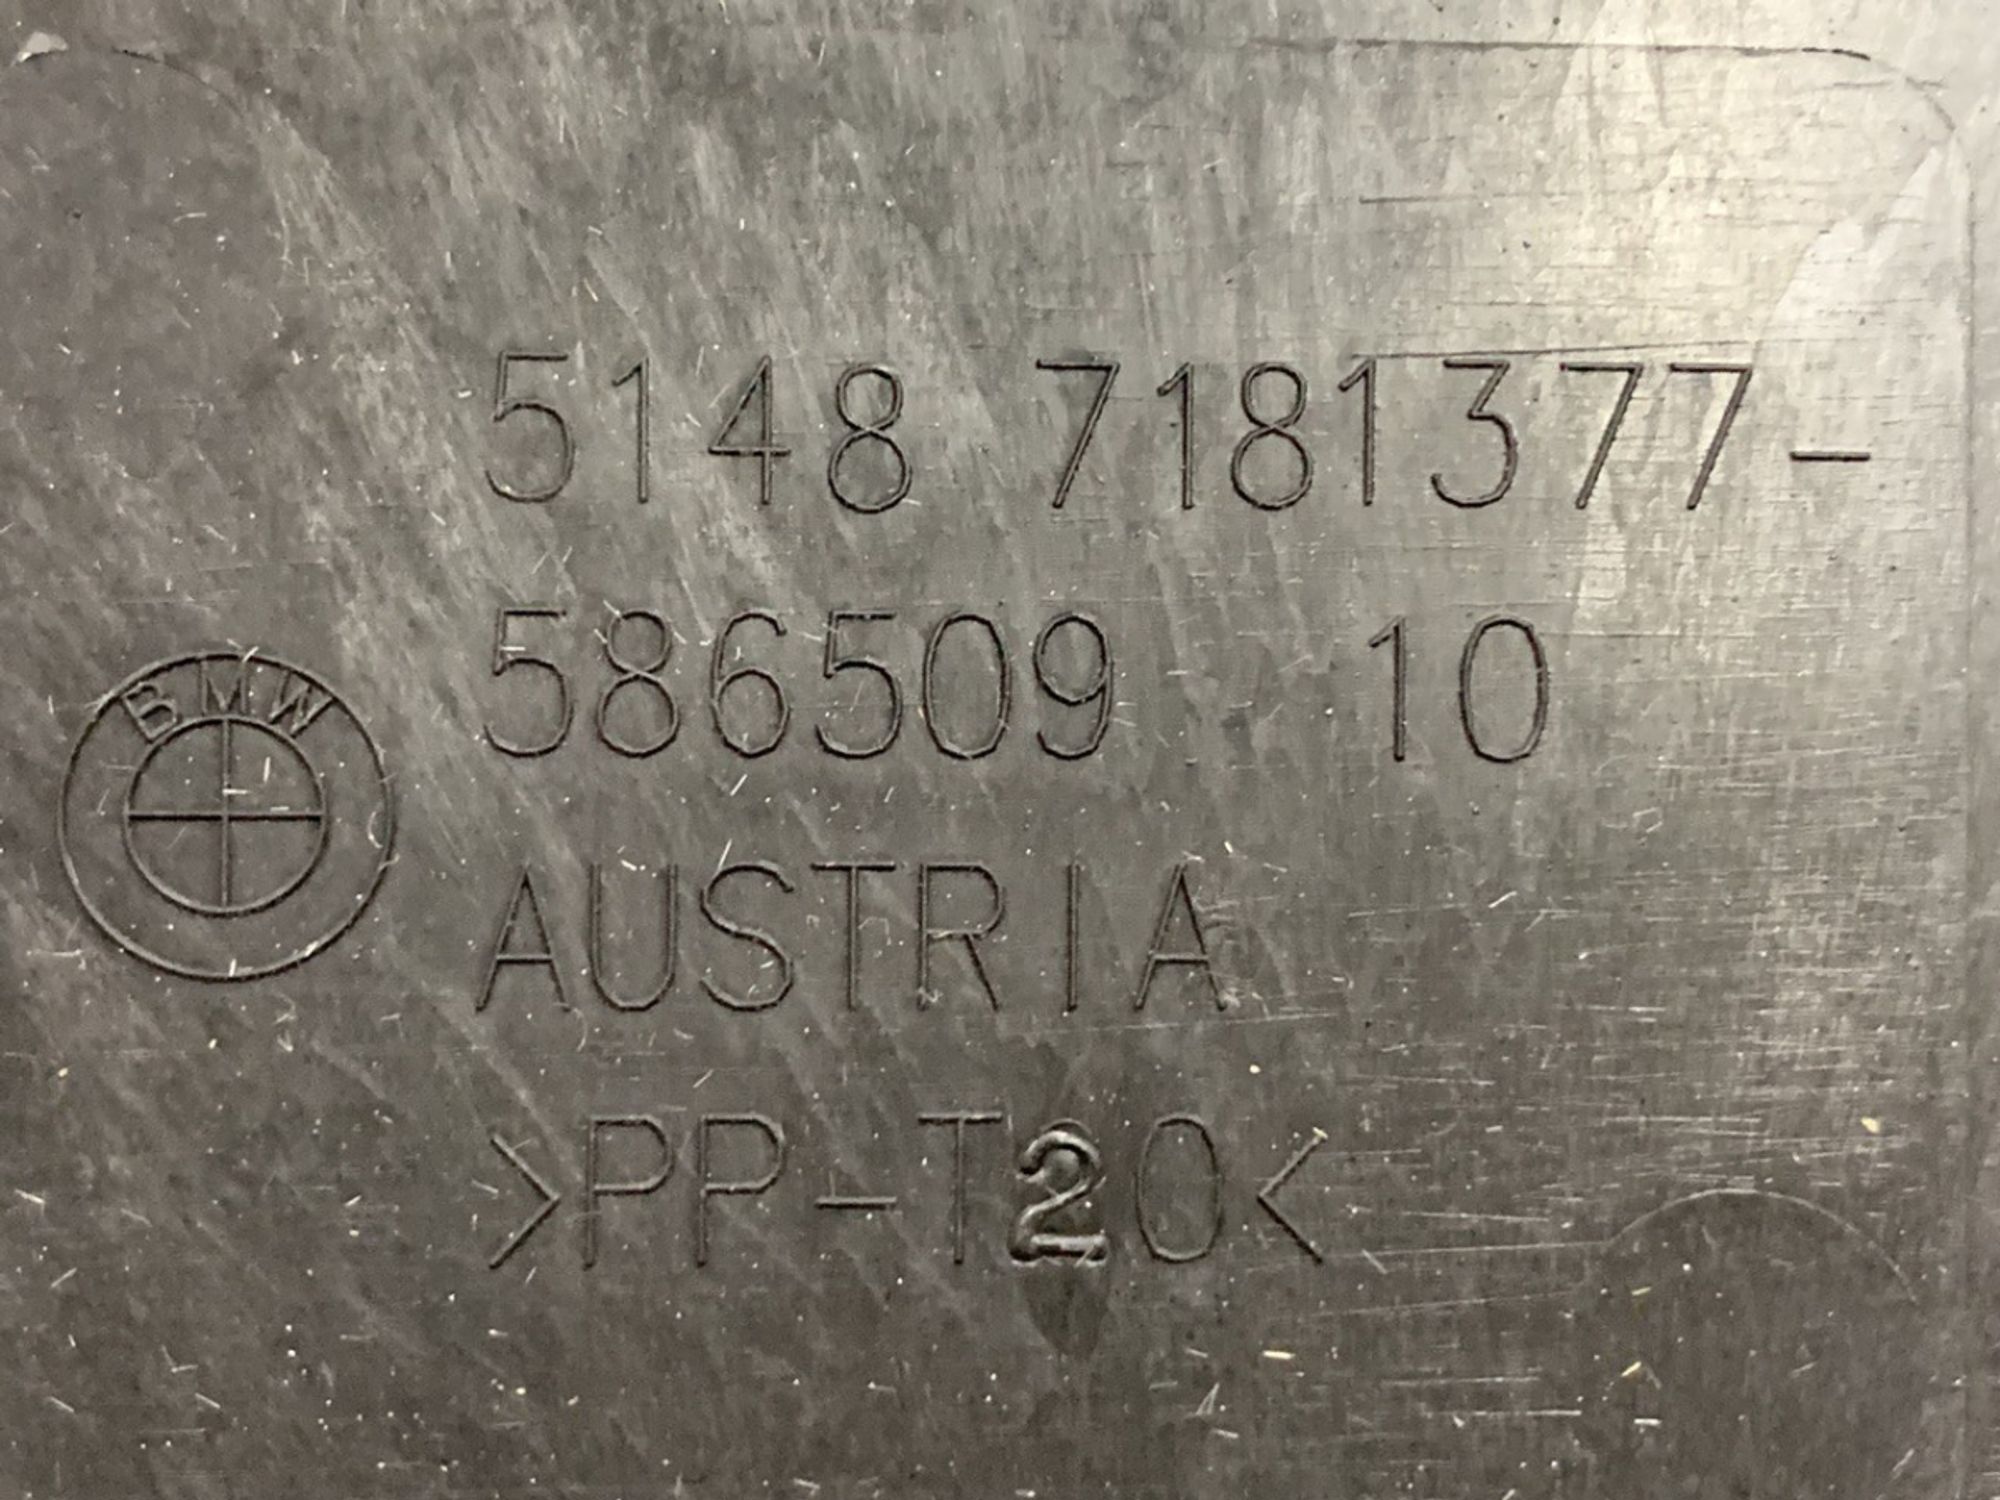 5148 7181377-
586509 10
BMW
AUSTRIA
>PP-T20<